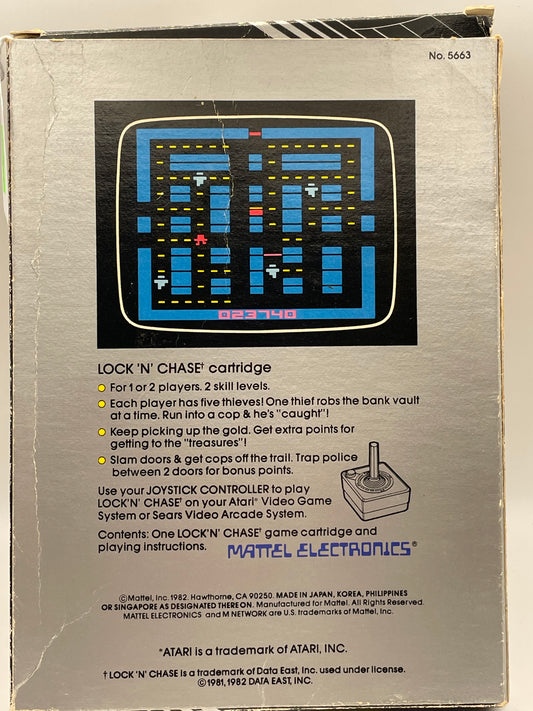 No. 5663
023740
LOCK 'N' CHASE† cartridge
For 1 or 2 players. 2 skill levels.
Each player has five thieves! One thief robs the bank vault
at a time. Run into a cop & he's "caught"!
Keep picking up the gold. Get extra points for
getting to the "treasures"!
Slam doors & get cops off the trail. Trap police
between 2 doors for bonus points.
Use your JOYSTICK CONTROLLER to play
LOCK'N' CHASE† on your Atari* Video Game
System or Sears Video Arcade System.
Contents: One LOCK'N' CHASE† game cartridge and
playing instructions.
MATTEL ELECTRONICS®
©Mattel, Inc. 1982. Hawthorne, CA 90250. MADE IN JAPAN, KOREA, PHILIPPINES
OR SINGAPORE AS DESIGNATED THEREON. Manufactured for Mattel. All Rights Reserved.
MATTEL ELECTRONICS and M NETWORK are U.S. trademarks of Mattel, Inc.
*ATARI is a trademark of ATARI, INC.
† LOCK 'N' CHASE is a trademark of Data East, Inc. used under license.
©1981, 1982 DATA EAST, INC.